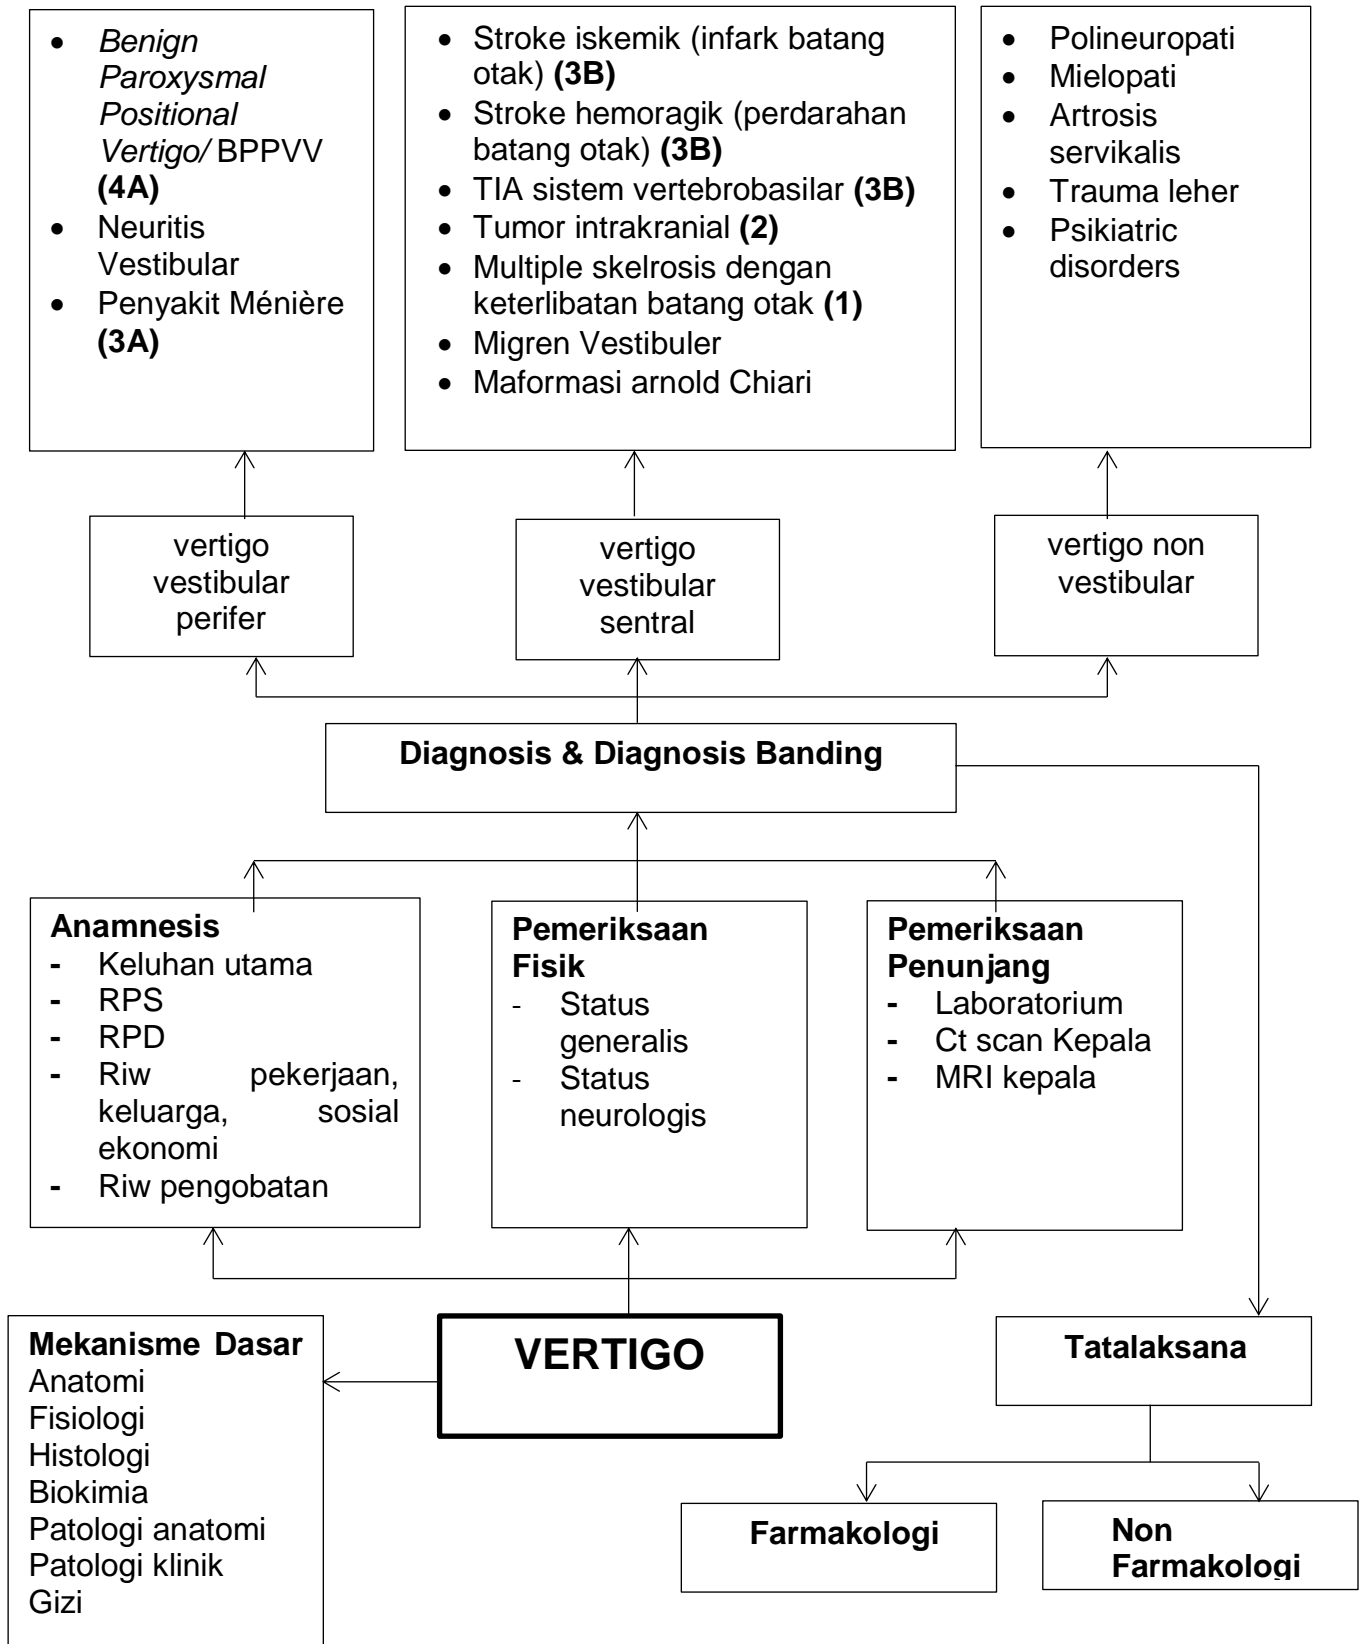 • Benign
Paroxysmal
Positional
Vertigo/ BPPVV
(4A)
• Neuritis
Vestibular
• Penyakit Ménière
(3A)
• Stroke iskemik (infark batang
otak) (3B)
• Stroke hemoragik (perdarahan
batang otak) (3B)
• TIA sistem vertebrobasilar (3B)
• Tumor intrakranial (2)
• Multiple skelrosis dengan
keterlibatan batang otak (1)
• Migren Vestibuler
• Maformasi arnold Chiari
• Polineuropati
• Mielopati
• Artrosis
servikalis
• Trauma leher
• Psikiatric
disorders
vertigo
vestibular
perifer
vertigo
vestibular
sentral
vertigo non
vestibular
Diagnosis & Diagnosis Banding
Anamnesis
- Keluhan utama
- RPS
- RPD
- Riw pekerjaan,
keluarga, sosial
ekonomi
- Riw pengobatan
Pemeriksaan
Fisik
- Status
generalis
- Status
neurologis
Pemeriksaan
Penunjang
- Laboratorium
- Ct scan Kepala
- MRI kepala
Mekanisme Dasar
Anatomi
Fisiologi
Histologi
Biokimia
Patologi anatomi
Patologi klinik
Gizi
VERTIGO
Tatalaksana
Farmakologi
Non
Farmakologi